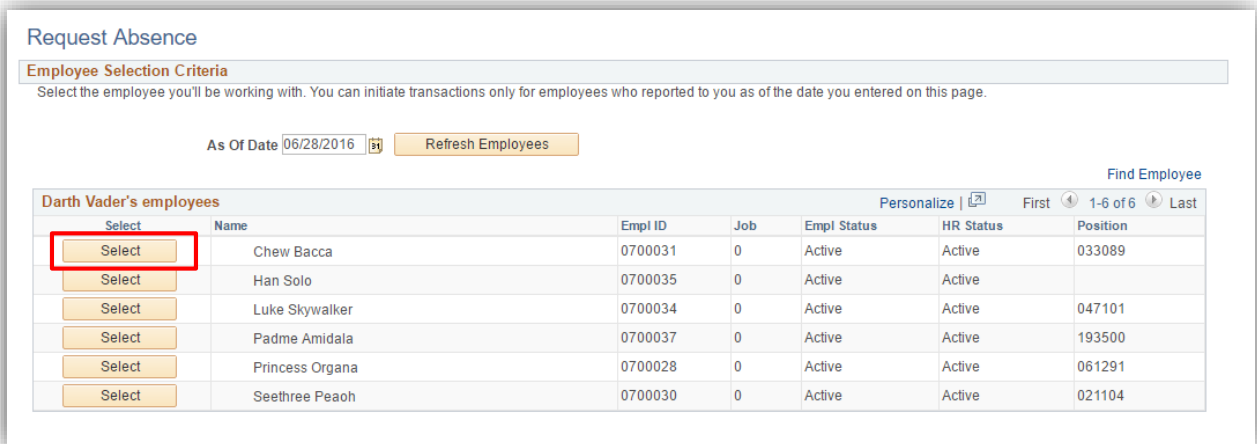 Request Absence
Employee Selection Criteria
Select the employee you'll be working with. You can initiate transactions only for employees who reported to you as of the date you entered on this page.
As Of Date 06/28/2016 31 Refresh Employees
Find Employee
Darth Vader's employees Personalize | First 1-6 of 6 Last
Select Name Empl ID Job Empl Status HR Status Position
Select Chew Bacca 0700031 0 Active Active 033089
Select Han Solo 0700035 0 Active Active
Select Luke Skywalker 0700034 0 Active Active 047101
Select Padme Amidala 0700037 0 Active Active 193500
Select Princess Organa 0700028 0 Active Active 061291
Select Seethree Peaoh 0700030 0 Active Active 021104